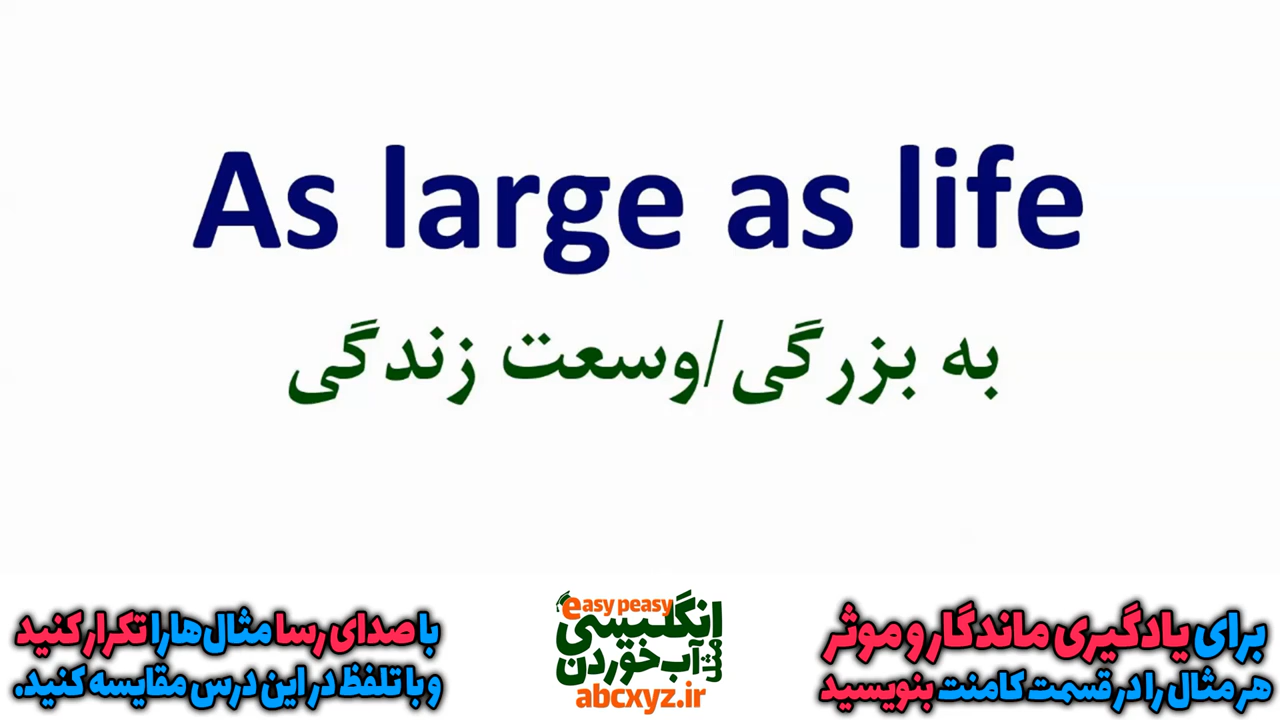 As large as life
به بزرگی/وسعت زندگی
برای یادگیری ماندگار و موثر
هر مثال را در قسمت کامنت بنویسید
easy peasy
انگلیسی
مثل آب خوردن
abcxyz.ir
با صدای رسا مثال‌ها را تکرار کنید
و با تلفظ در این درس مقایسه کنید.